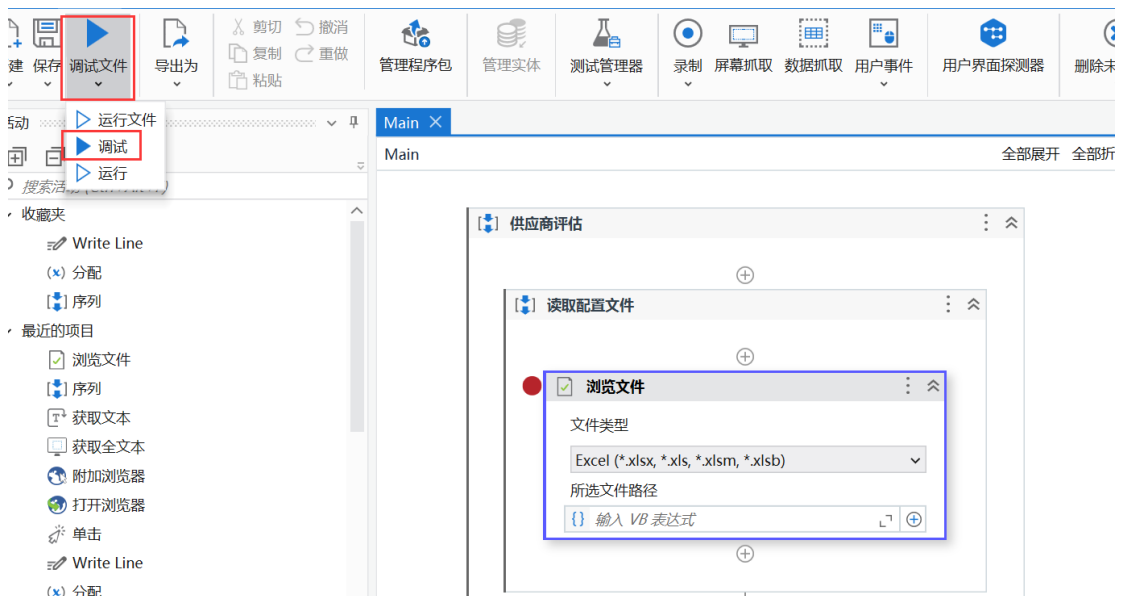 建 保存 调试文件 导出为 剪切 撤消
复制 重做
粘贴
管理程序包 管理实体 测试管理器 录制 屏幕抓取 数据抓取 用户事件 用户界面探测器 删除未
运行文件
调试
运行
活动
Main
Main
全部展开 全部折
收藏夹
Write Line
(x) 分配
序列
最近的项目
浏览文件
序列
获取文本
获取全文本
附加浏览器
打开浏览器
单击
Write Line
(x) 分配
供应商评估
读取配置文件
浏览文件
文件类型
Excel (*.xlsx, *.xls, *.xlsm, *.xlsb)
所选文件路径
{} 输入 VB 表达式